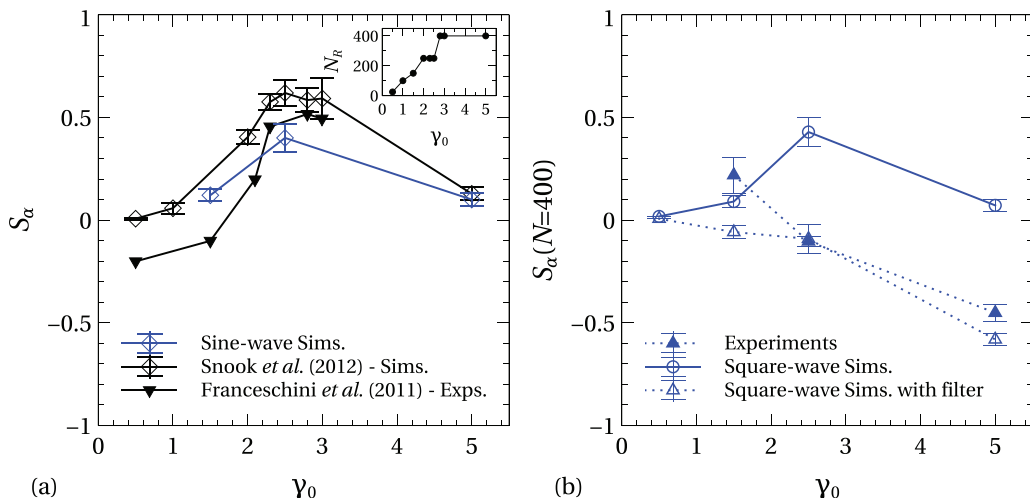 1
0.5
0
−0.5
−1
Sα
0 1 2 3 4 5
γ0
(a)
400
200
0
NR
0 1 2 3 4 5
γ0
Sine-wave Sims.
Snook et al. (2012) - Sims.
Franceschini et al. (2011) - Exps.
1
0.5
0
−0.5
−1
Sα(N=400)
0 1 2 3 4 5
γ0
(b)
Experiments
Square-wave Sims.
Square-wave Sims. with filter